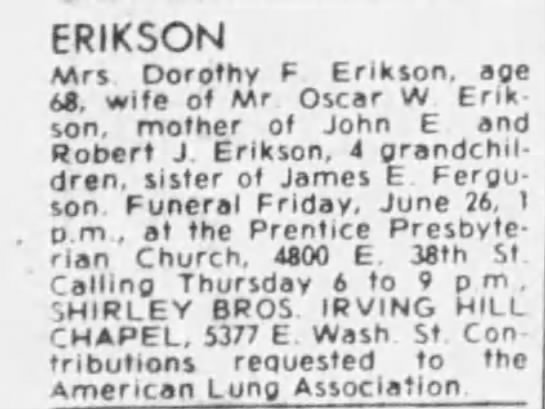 ERIKSON
Mrs. Dorothy F. Erikson, age
68, wife of Mr. Oscar W. Erik-
son, mother of John E. and
Robert J. Erikson, 4 grandchil-
dren, sister of James E. Fergu-
son. Funeral Friday, June 26, 1
p.m., at the Prentice Presbyte-
rian Church, 4800 E. 38th St.
Calling Thursday 6 to 9 p.m.,
SHIRLEY BROS. IRVING HILL
CHAPEL, 5377 E. Wash. St. Con-
tributions requested to the
American Lung Association.